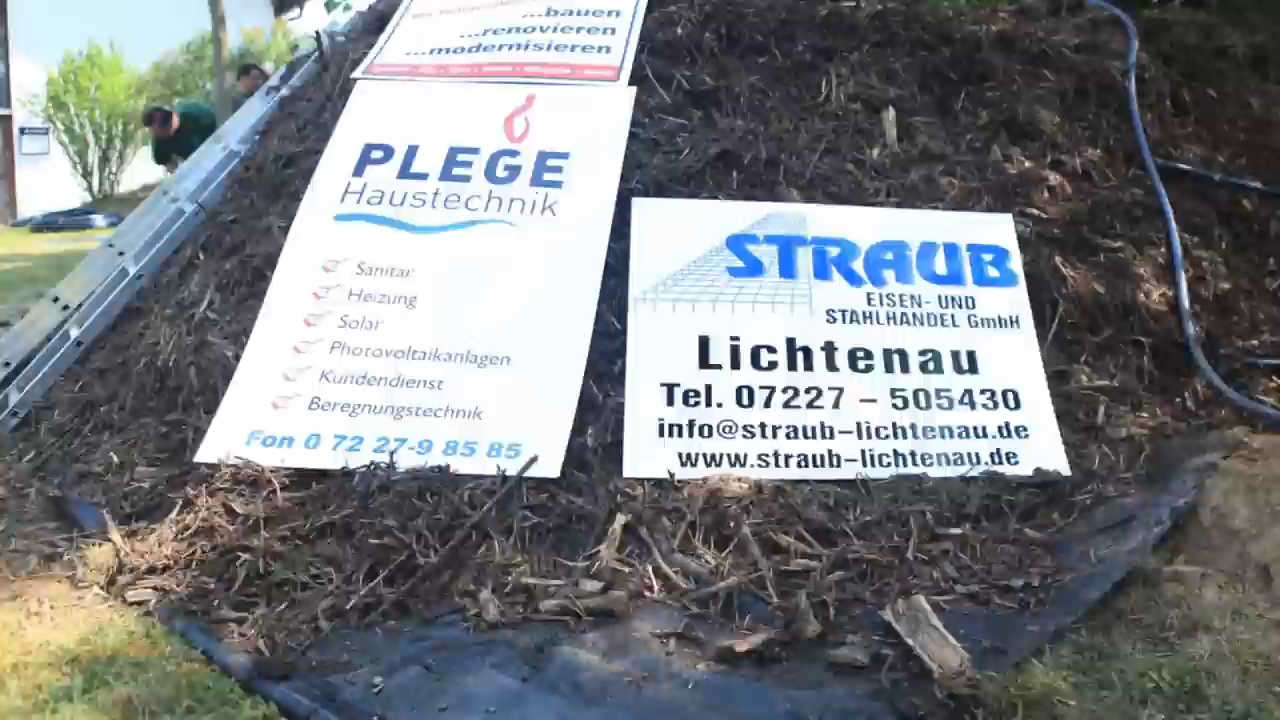 ...bauen
...renovieren
...modernisieren
PLEGE
Haustechnik
Sanitär
Heizung
Solar
Photovoltaikanlagen
Kundendienst
Beregnungstechnik
Fon 0 72 27-9 85 85
STRAUB
EISEN- UND
STAHLHANDEL GmbH
Lichtenau
Tel. 07227 – 505430
info@straub-lichtenau.de
www.straub-lichtenau.de